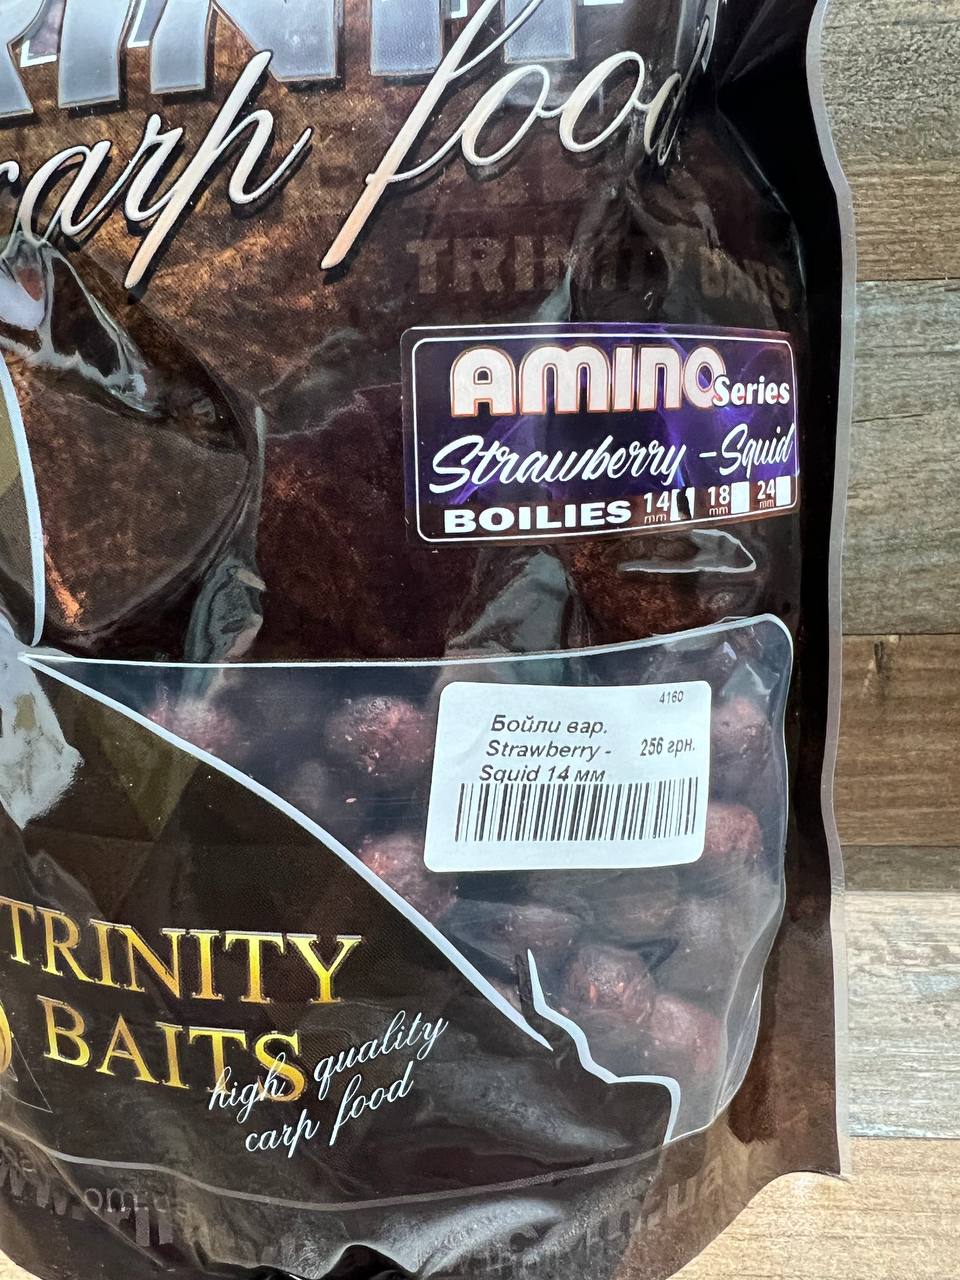 carp food
TRINITY BAITS
AMINO Series
Strawberry - Squid
BOILIES 14 mm 18 mm 24 mm
4160
Бойли вар.
Strawberry - 256 грн.
Squid 14 мм
TRINITY
BAITS
high quality
carp food